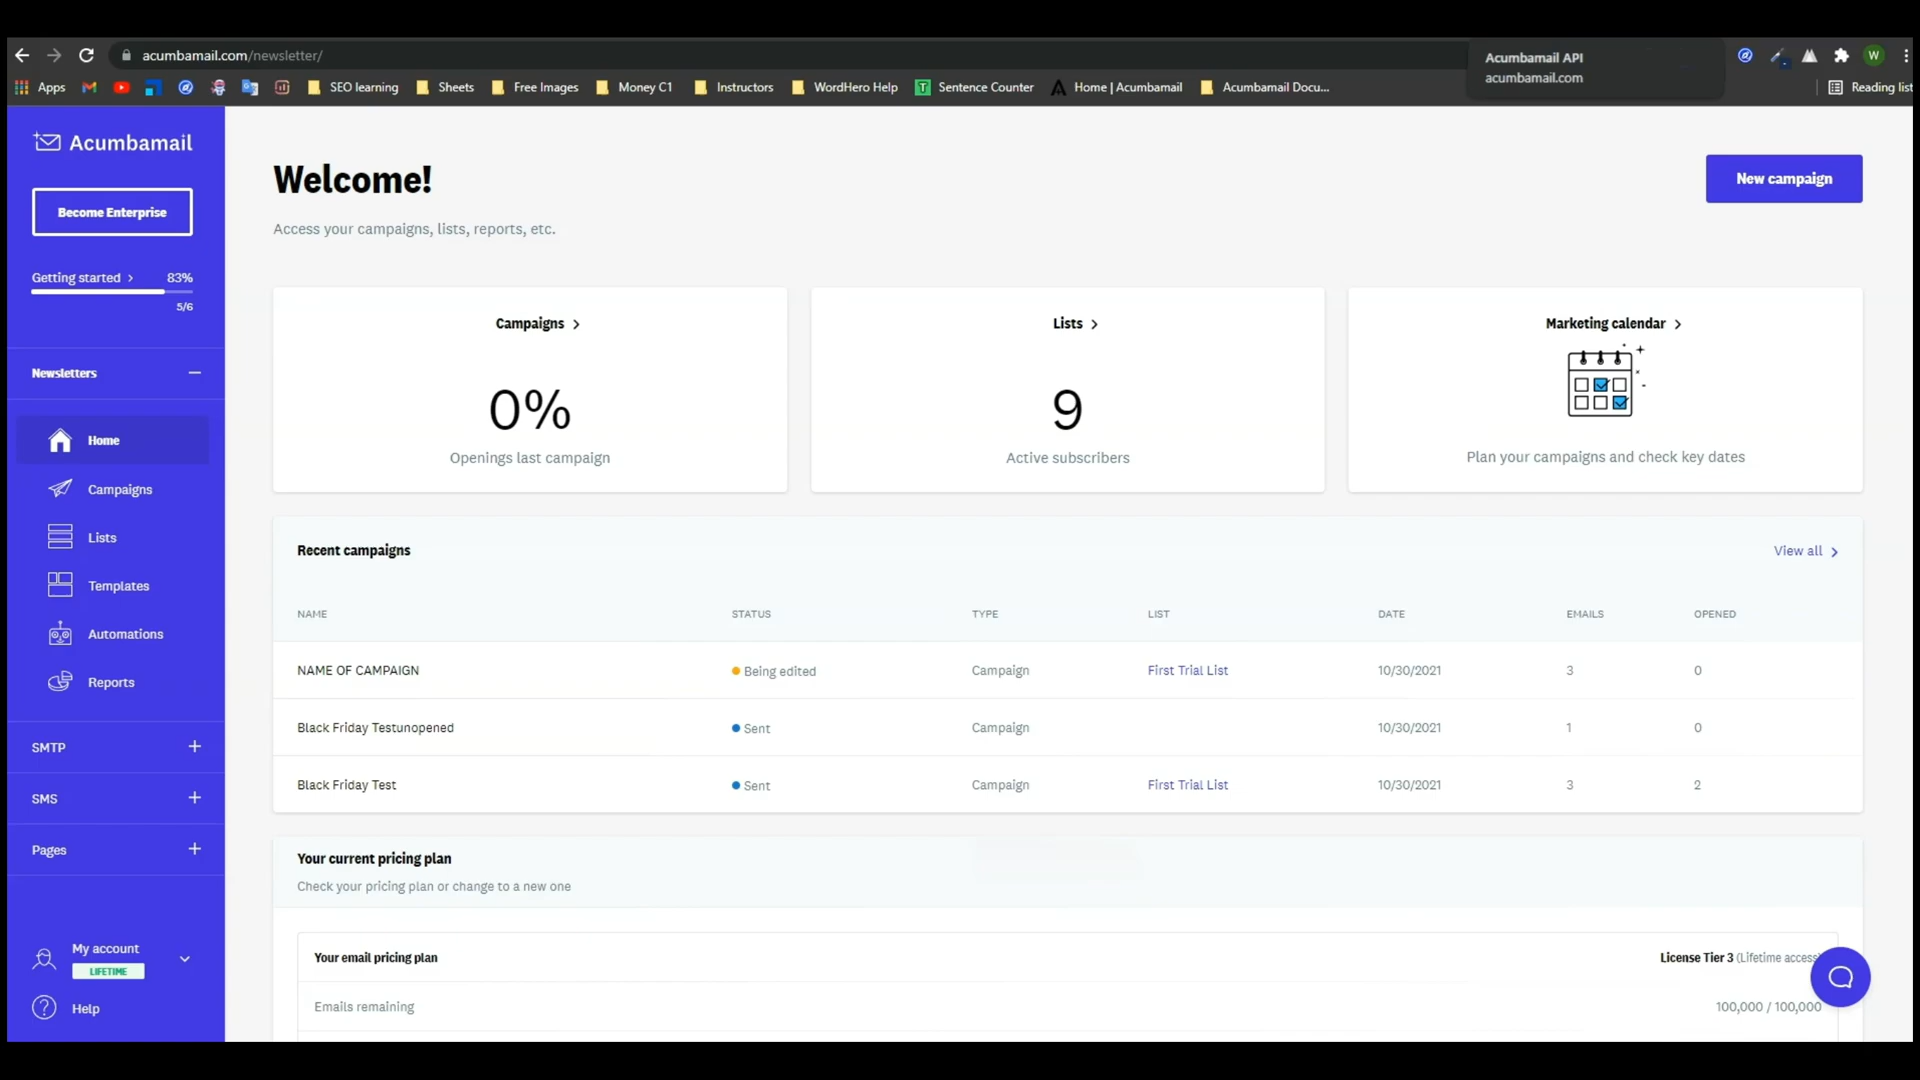 acumbamail.com/newsletter/
Acumbamail API
acumbamail.com
W
Apps
SEO learning
Sheets
Free Images
Money C1
Instructors
WordHero Help
T
Sentence Counter
Home | Acumbamail
Acumbamail Docu...
Reading list
Acumbamail
Become Enterprise
Getting started
83%
5/6
Newsletters
Home
Campaigns
Lists
Templates
Automations
Reports
SMTP
SMS
Pages
My account
LIFETIME
Help
Welcome!
Access your campaigns, lists, reports, etc.
New campaign
Campaigns
0%
Openings last campaign
Lists
9
Active subscribers
Marketing calendar
Plan your campaigns and check key dates
Recent campaigns
View all
NAME STATUS TYPE LIST DATE EMAILS OPENED
NAME OF CAMPAIGN Being edited Campaign First Trial List 10/30/2021 3 0
Black Friday Testunopened Sent Campaign 10/30/2021 1 0
Black Friday Test Sent Campaign First Trial List 10/30/2021 3 2
Your current pricing plan
Check your pricing plan or change to a new one
Your email pricing plan License Tier 3 (Lifetime access
Emails remaining 100,000 / 100,000